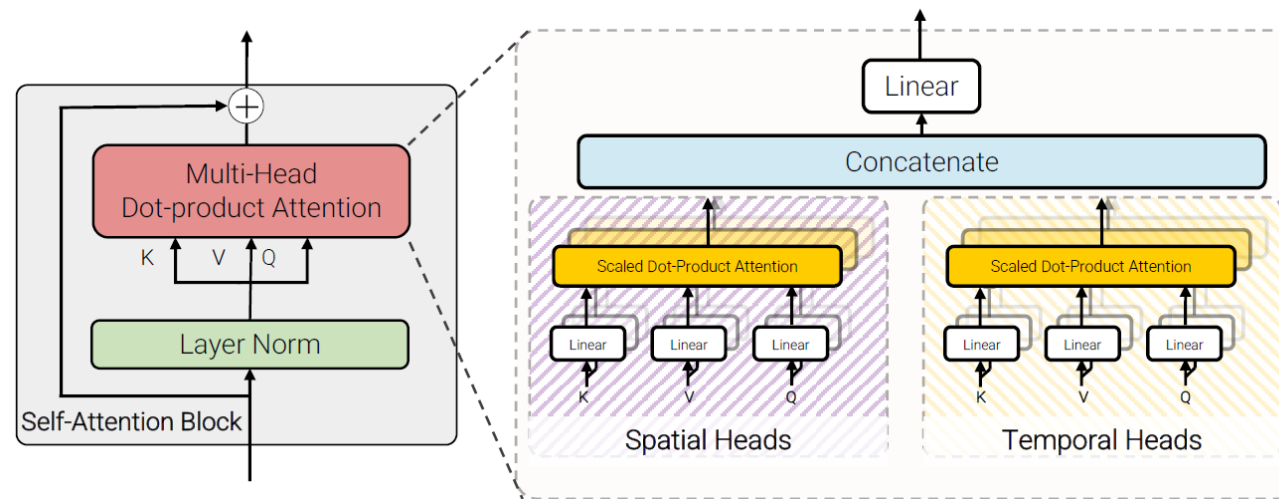 Multi-Head
Dot-product Attention
K V Q
Layer Norm
Self-Attention Block
Linear
Concatenate
Scaled Dot-Product Attention
Linear Linear Linear
K V Q
Spatial Heads
Scaled Dot-Product Attention
Linear Linear Linear
K V Q
Temporal Heads